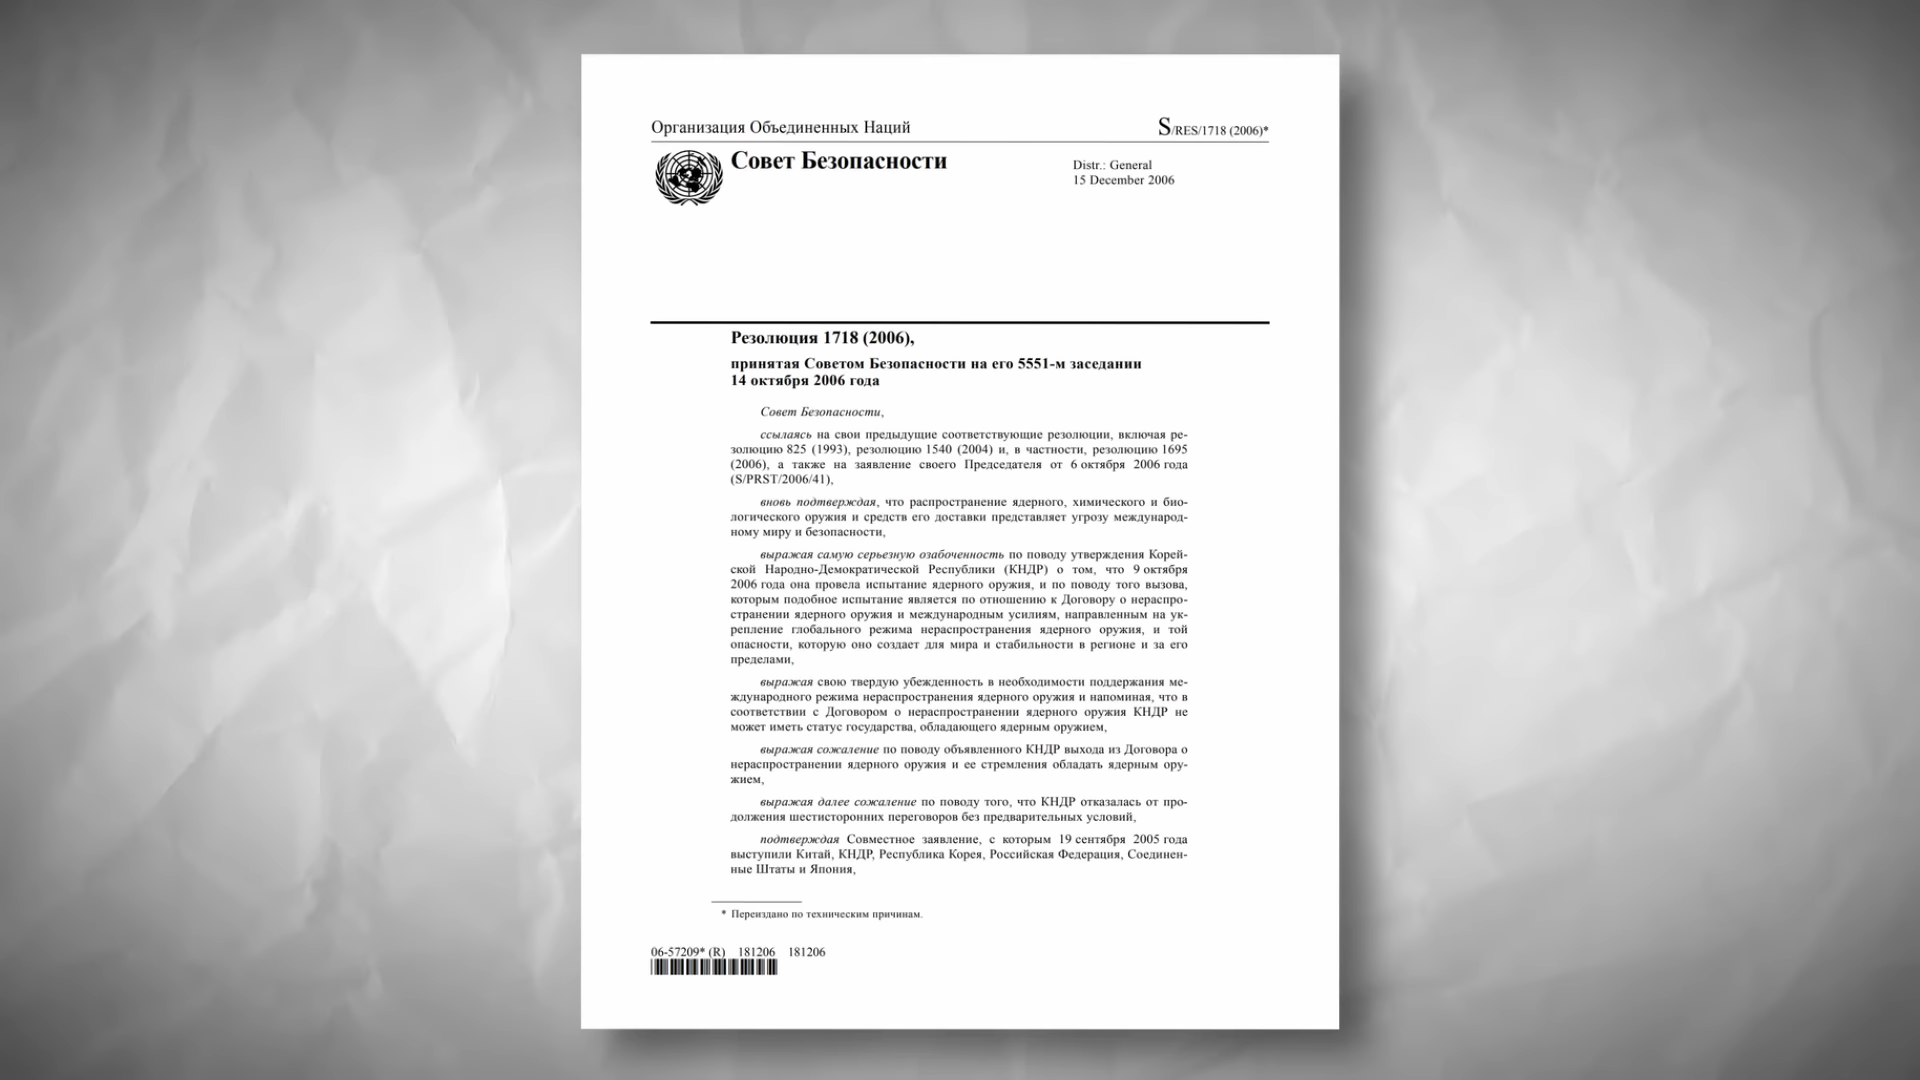 Организация Объединенных Наций
S/RES/1718 (2006)*
Совет Безопасности
Distr.: General
15 December 2006
Резолюция 1718 (2006),
принятая Советом Безопасности на его 5551-м заседании
14 октября 2006 года
Совет Безопасности,
ссылаясь на свои предыдущие соответствующие резолюции, включая ре-
золюцию 825 (1993), резолюцию 1540 (2004) и, в частности, резолюцию 1695
(2006), а также на заявление своего Председателя от 6 октября 2006 года
(S/PRST/2006/41),
вновь подтверждая, что распространение ядерного, химического и био-
логического оружия и средств его доставки представляет угрозу международ-
ному миру и безопасности,
выражая самую серьезную озабоченность по поводу утверждения Корей-
ской Народно-Демократической Республики (КНДР) о том, что 9 октября
2006 года она провела испытание ядерного оружия, и по поводу того вызова,
которым подобное испытание является по отношению к Договору о нераспро-
странении ядерного оружия и международным усилиям, направленным на ук-
репление глобального режима нераспространения ядерного оружия, и той
опасности, которую оно создает для мира и стабильности в регионе и за его
пределами,
выражая свою твердую убежденность в необходимости поддержания ме-
ждународного режима нераспространения ядерного оружия и напоминая, что в
соответствии с Договором о нераспространении ядерного оружия КНДР не
может иметь статус государства, обладающего ядерным оружием,
выражая сожаление по поводу объявленного КНДР выхода из Договора о
нераспространении ядерного оружия и ее стремления обладать ядерным ору-
жием,
выражая далее сожаление по поводу того, что КНДР отказалась от про-
должения шестисторонних переговоров без предварительных условий,
подтверждая Совместное заявление, с которым 19 сентября 2005 года
выступили Китай, КНДР, Республика Корея, Российская Федерация, Соединен-
ные Штаты и Япония,
* Переиздано по техническим причинам.
06-57209* (R) 181206 181206